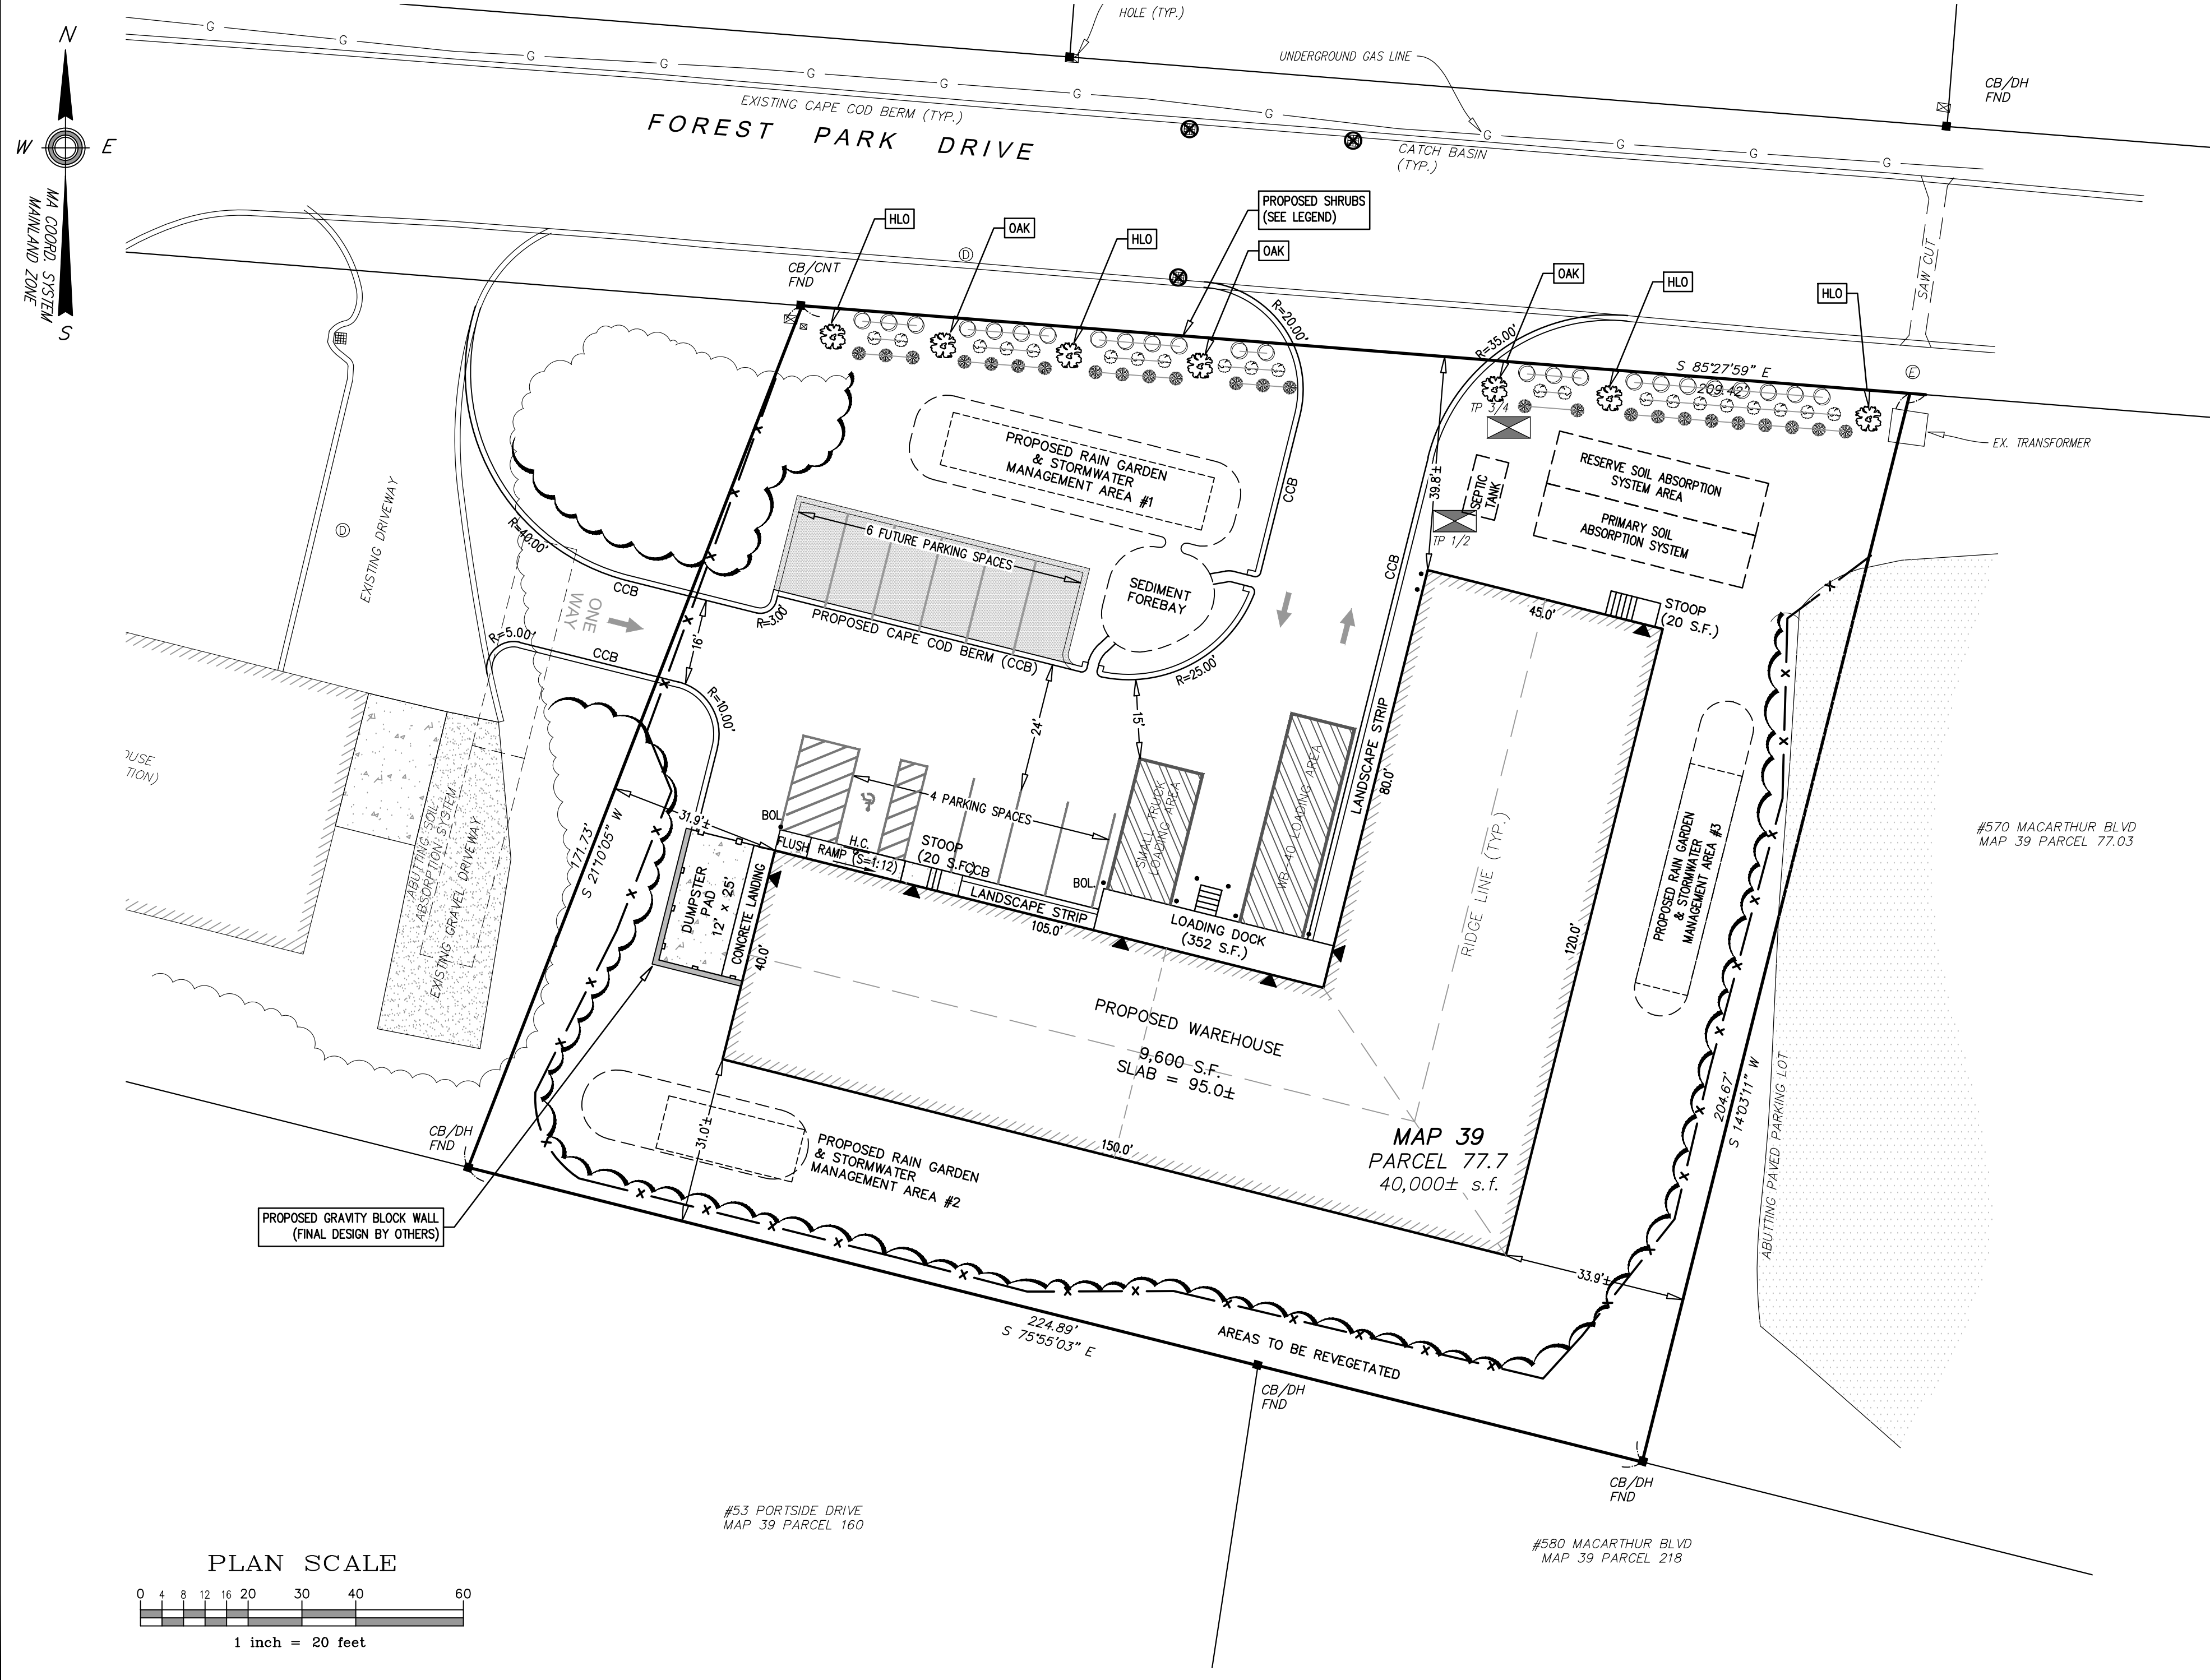 HOLE (TYP.)
UNDERGROUND GAS LINE
CB/DH
FND
N
W
E
S
MA COORD. SYSTEM
MAINLAND ZONE
G
G
G
G
G
G
G
G
G
G
G
G
G
EXISTING CAPE COD BERM (TYP.)
FOREST PARK DRIVE
CATCH BASIN
(TYP.)
SAW CUT
HLO
OAK
HLO
PROPOSED SHRUBS
(SEE LEGEND)
OAK
OAK
HLO
HLO
D
CB/CNT
FND
R=20.00'
R=35.00'
S 85°27'59" E
209.42'
E
EX. TRANSFORMER
TP 3/4
TP 1/2
SEPTIC
TANK
RESERVE SOIL ABSORPTION
SYSTEM AREA
PRIMARY SOIL
ABSORPTION SYSTEM
39.8'±
CCB
CCB
PROPOSED RAIN GARDEN
& STORMWATER
MANAGEMENT AREA #1
6 FUTURE PARKING SPACES
SEDIMENT
FOREBAY
D
EXISTING DRIVEWAY
R=40.00'
CCB
ONE
WAY
R=3.00'
R=5.00'
CCB
16'
PROPOSED CAPE COD BERM (CCB)
R=25.00'
R=10.00'
24'
15'
45.0'
STOOP
(20 S.F.)
LANDSCAPE STRIP
80.0'
4 PARKING SPACES
SMALL TRUCK
LOADING AREA
WB-40 LOADING AREA
BOL.
31.9'±
FLUSH
RAMP (S=1:12)
H.C.
STOOP
(20 S.F.)
CCB
BOL.
LANDSCAPE STRIP
LOADING DOCK
(352 S.F.)
105.0'
DUMPSTER
PAD
12' x 25'
CONCRETE LANDING
40.0'
S 21°10'05" W
171.73'
ABUTTING SOIL
ABSORPTION SYSTEM
EXISTING GRAVEL DRIVEWAY
RIDGE LINE (TYP.)
120.0'
PROPOSED RAIN GARDEN
& STORMWATER
MANAGEMENT AREA #3
#570 MACARTHUR BLVD
MAP 39 PARCEL 77.03
PROPOSED WAREHOUSE
9,600 S.F.
SLAB = 95.0±
204.67'
S 14°03'11" W
ABUTTING PAVED PARKING LOT
150.0'
MAP 39
PARCEL 77.7
40,000± s.f.
CB/DH
FND
31.0'±
PROPOSED RAIN GARDEN
& STORMWATER
MANAGEMENT AREA #2
PROPOSED GRAVITY BLOCK WALL
(FINAL DESIGN BY OTHERS)
33.9'±
224.89'
S 75°55'03" E
AREAS TO BE REVEGETATED
CB/DH
FND
CB/DH
FND
#53 PORTSIDE DRIVE
MAP 39 PARCEL 160
#580 MACARTHUR BLVD
MAP 39 PARCEL 218
PLAN SCALE
0 4 8 12 16 20 30 40 60
1 inch = 20 feet